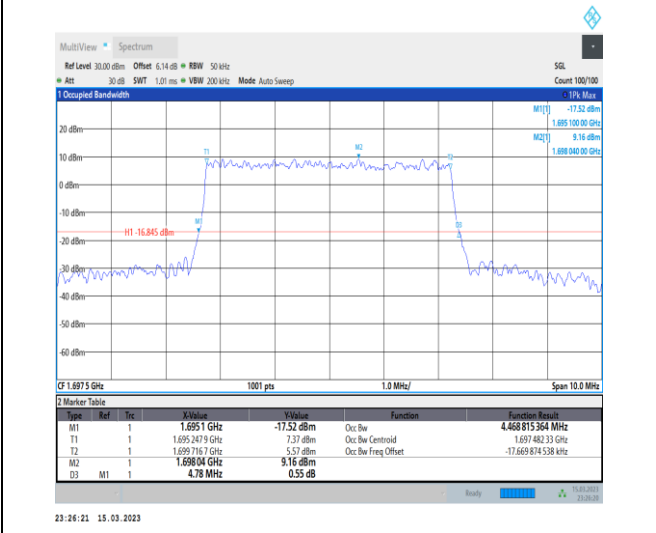 MultiView Spectrum
Ref Level 30.00 dBm Offset 6.14 dB RBW 50 kHz SGL
Att 30 dB SWT 1.01 ms VBW 200 kHz Mode Auto Sweep Count 100/100
1 Occupied Bandwidth 1Pk Max
M1[1] -17.52 dBm
1.695 100 00 GHz
20 dBm
M2[1] 9.16 dBm
1.698 040 00 GHz
M2
T1
T2
10 dBm
0 dBm
-10 dBm
M1
D3
H1 -16.845 dBm
-20 dBm
-30 dBm
-40 dBm
-50 dBm
-60 dBm
CF 1.697 5 GHz 1001 pts 1.0 MHz/ Span 10.0 MHz
2 Marker Table
Type Ref Trc X-Value Y-Value Function Function Result
M1 1 1.695 1 GHz -17.52 dBm Occ Bw 4.468 815 364 MHz
T1 1 1.695 247 9 GHz 7.37 dBm Occ Bw Centroid 1.697 482 33 GHz
T2 1 1.699 716 7 GHz 5.57 dBm Occ Bw Freq Offset -17.669 874 538 kHz
M2 1 1.698 04 GHz 9.16 dBm
D3 M1 1 4.78 MHz 0.55 dB
Ready 15.03.2023
23:26:20
23:26:21 15.03.2023